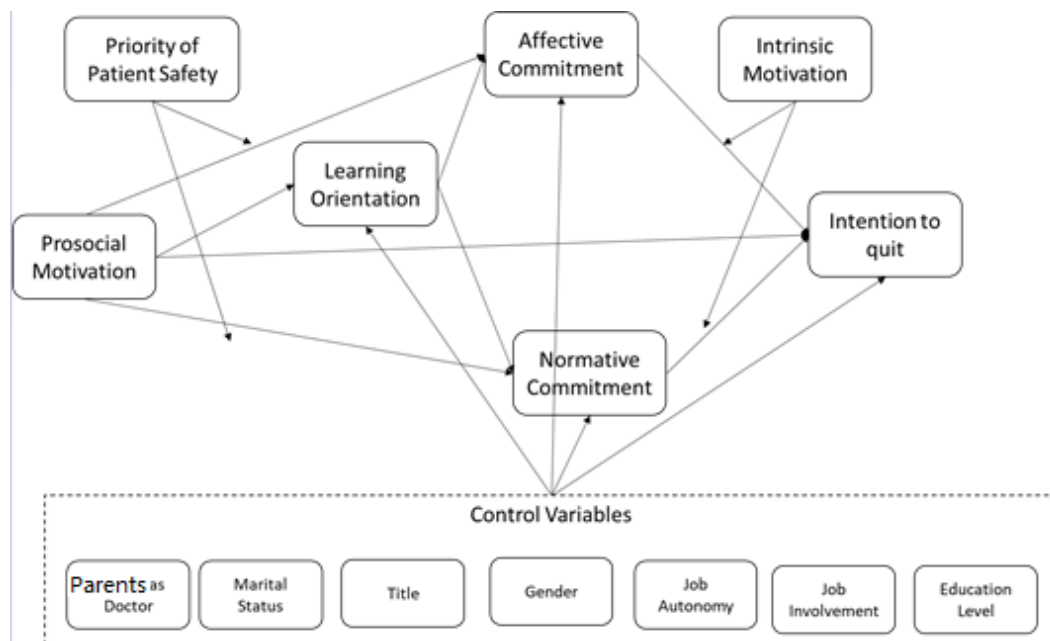 Priority of
Patient Safety
Affective
Commitment
Intrinsic
Motivation
Learning
Orientation
Prosocial
Motivation
Intention to
quit
Normative
Commitment
Control Variables
Parents as
Doctor
Marital
Status
Title
Gender
Job
Autonomy
Job
Involvement
Education
Level